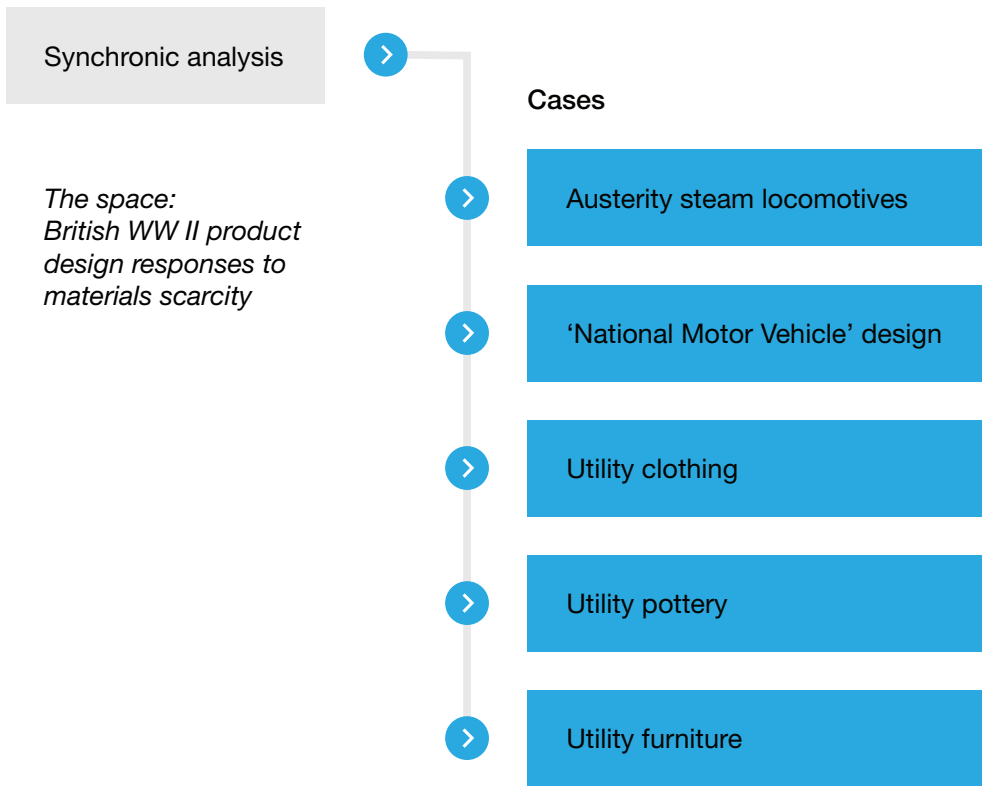 Synchronic analysis
The space:
British WW II product
design responses to
materials scarcity
Cases
Austerity steam locomotives
‘National Motor Vehicle’ design
Utility clothing
Utility pottery
Utility furniture